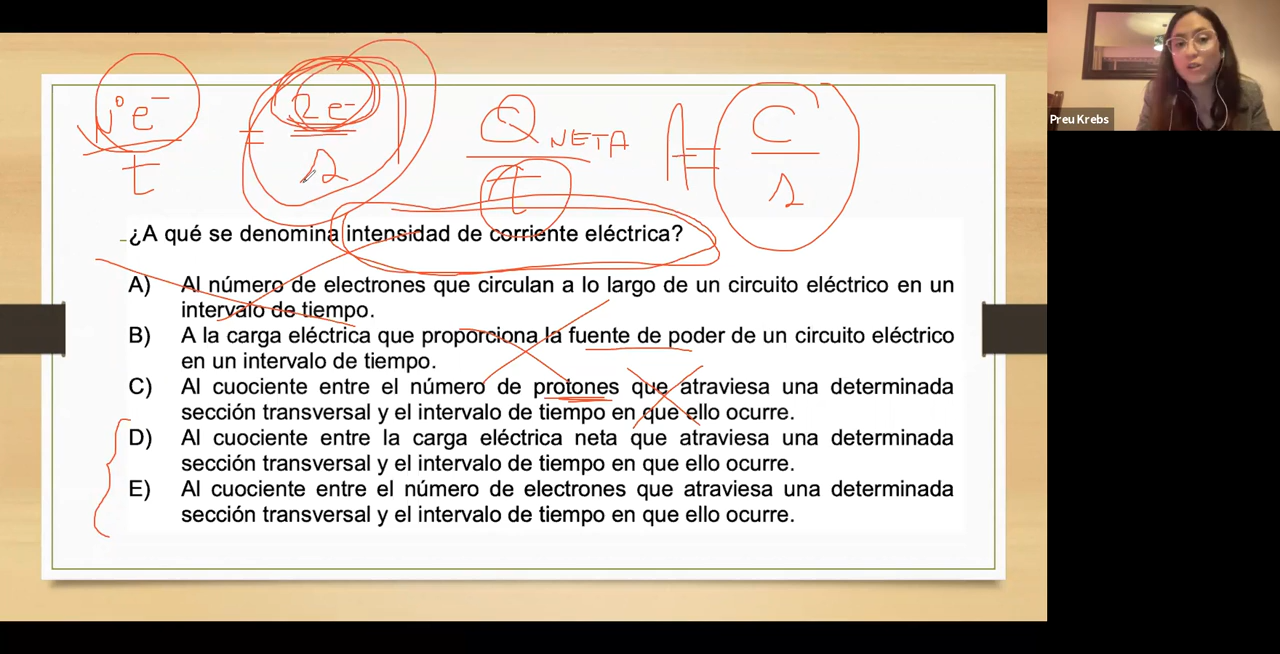 N° e⁻
t
= 2 e⁻
s
Q NETA
t
A = C
s
Preu Krebs
¿A qué se denomina intensidad de corriente eléctrica?
A) Al número de electrones que circulan a lo largo de un circuito eléctrico en un
intervalo de tiempo.
B) A la carga eléctrica que proporciona la fuente de poder de un circuito eléctrico
en un intervalo de tiempo.
C) Al cuociente entre el número de protones que atraviesa una determinada
sección transversal y el intervalo de tiempo en que ello ocurre.
D) Al cuociente entre la carga eléctrica neta que atraviesa una determinada
sección transversal y el intervalo de tiempo en que ello ocurre.
E) Al cuociente entre el número de electrones que atraviesa una determinada
sección transversal y el intervalo de tiempo en que ello ocurre.